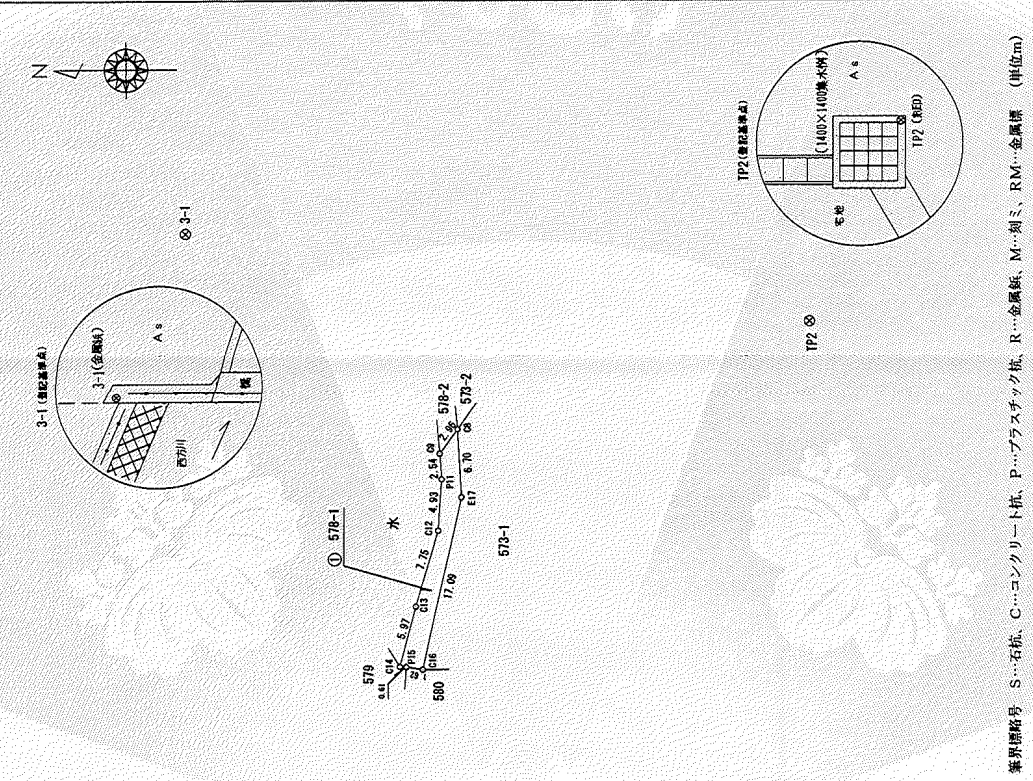 N
3-1 (登記基準点)
3-1(金属鋲)
As
西方川
橋
3-1
TP2(登記基準点)
(1400×1400集水桝)
As
宅地
TP2
TP2
① 578-1
水
579
0.61
C14
P15
C16
580
5.97
C13
7.75
C12
4.93
P11
2.54
C9
578-2
573-2
C8
6.70
E17
17.09
573-1
筆界標略号 S…石杭、C…コンクリート杭、P…プラスチック杭、R…金属鋲、M…刻ミ、RM…金属標 (単位m)